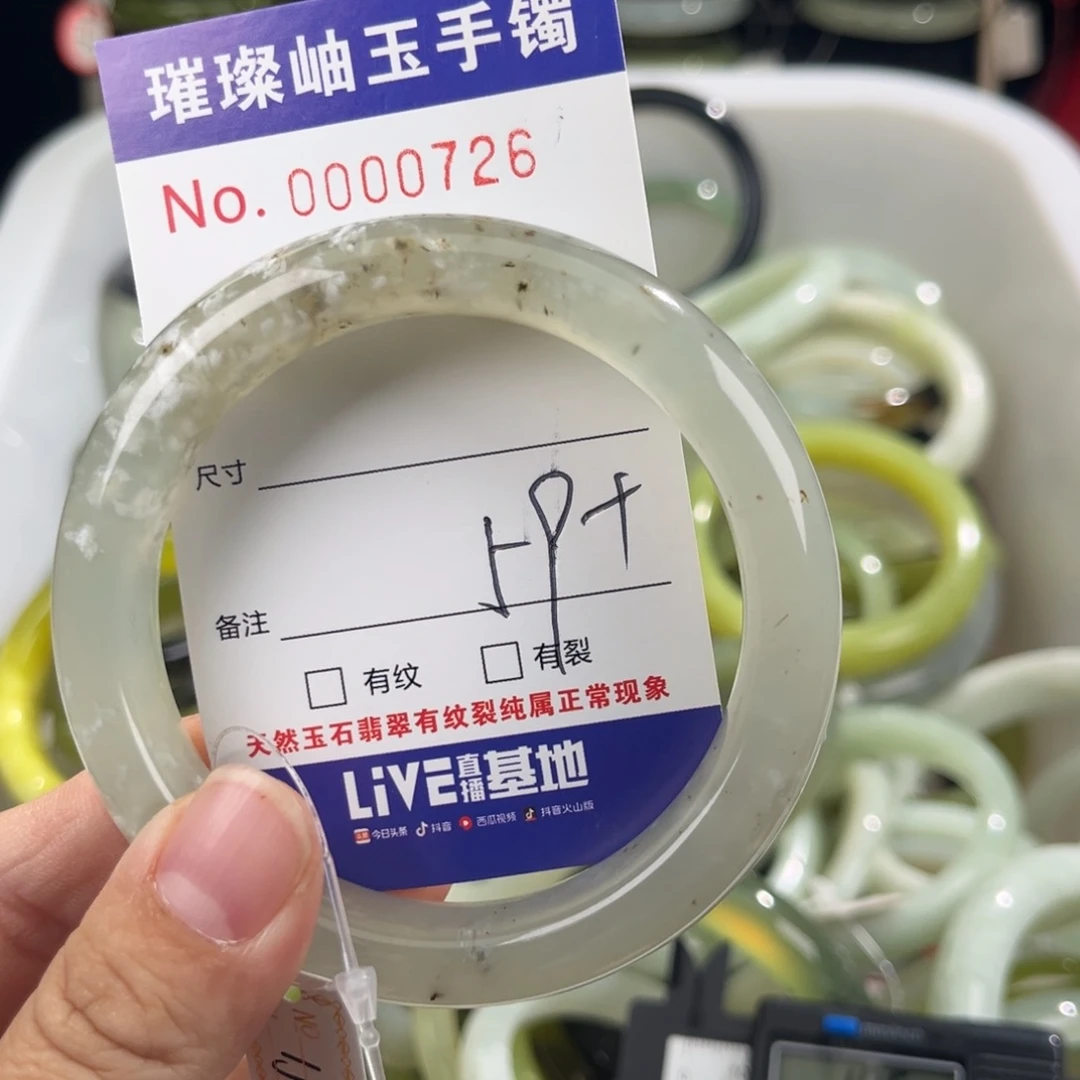 璀璨岫玉手镯
No. 0000726
尺寸
备注
有纹 有裂
天然玉石翡翠有纹裂纯属正常现象
LiVE直播基地
今日头条 抖音 西瓜视频 抖音火山版